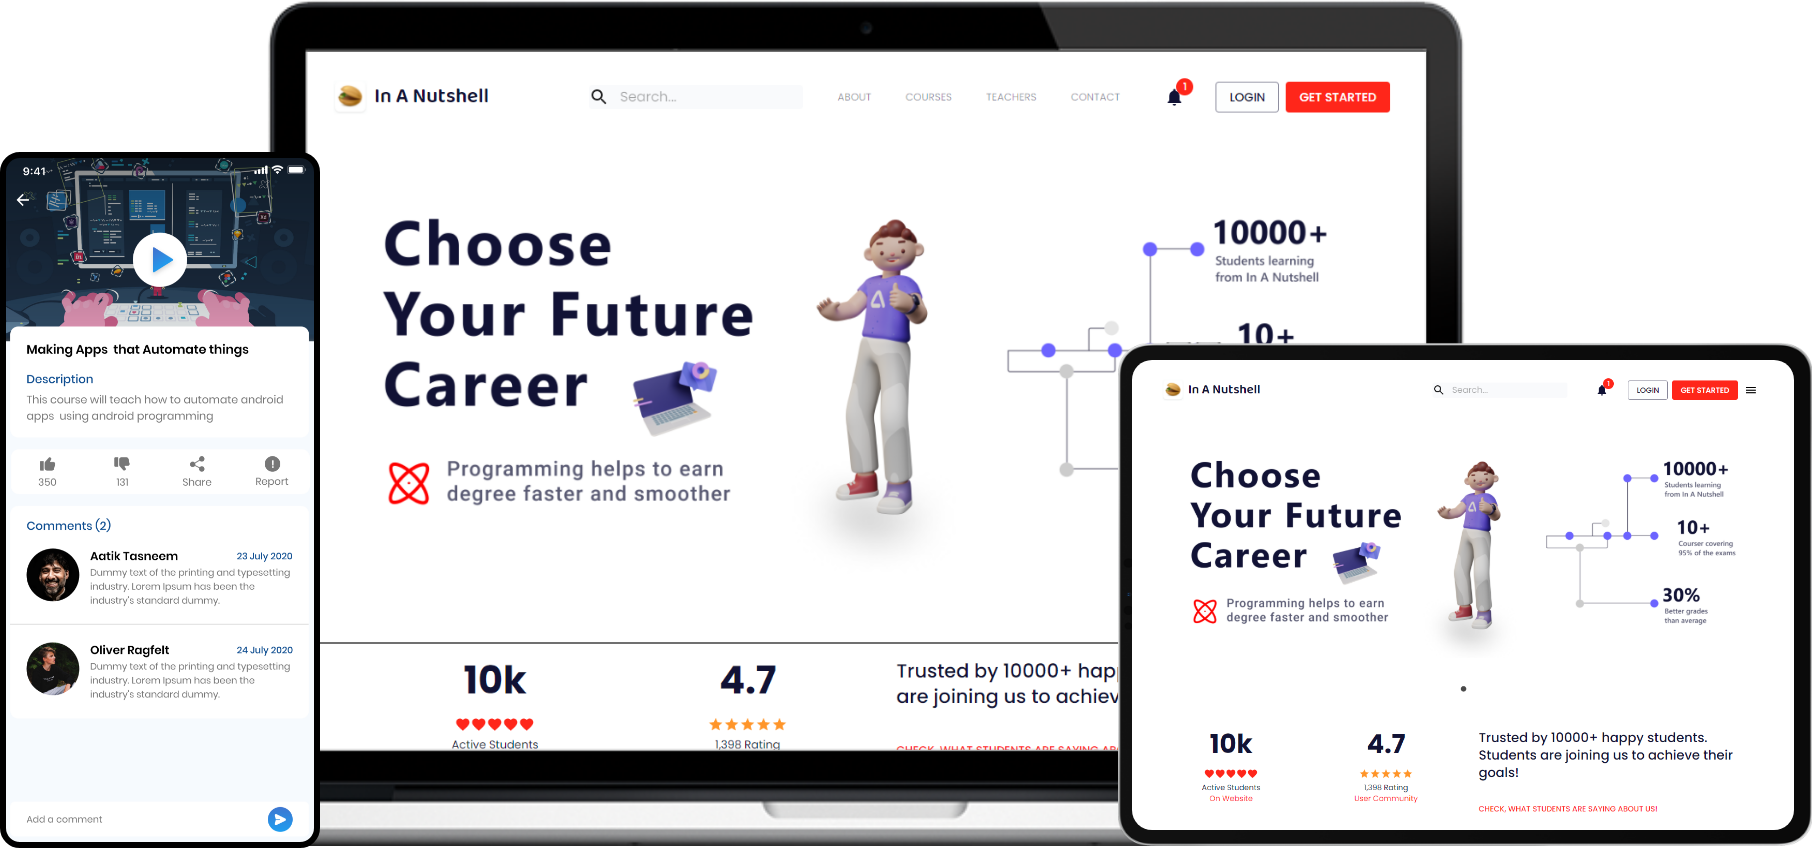 In A Nutshell
Search...
ABOUT
COURSES
TEACHERS
CONTACT
1
LOGIN
GET STARTED
Choose
Your Future
Career
Programming helps to earn
degree faster and smoother
10000+
Students learning
from In A Nutshell
10+
10k
Active Students
4.7
1,398 Rating
Trusted by 10000+ hap
are joining us to achiev
CHECK, WHAT STUDENTS ARE SAYING AB
9:41
Making Apps that Automate things
Description
This course will teach how to automate android
apps using android programming
350
131
Share
Report
Comments (2)
Aatik Tasneem
23 July 2020
Dummy text of the printing and typesetting
industry. Lorem Ipsum has been the
industry's standard dummy.
Oliver Ragfelt
24 July 2020
Dummy text of the printing and typesetting
industry. Lorem Ipsum has been the
industry's standard dummy.
Add a comment
In A Nutshell
Search...
1
LOGIN
GET STARTED
Choose
Your Future
Career
Programming helps to earn
degree faster and smoother
10000+
Students learning
from In A Nutshell
10+
Courser covering
95% of the exams
30%
Better grades
than average
10k
Active Students
On Website
4.7
1,398 Rating
User Community
Trusted by 10000+ happy students.
Students are joining us to achieve their
goals!
CHECK, WHAT STUDENTS ARE SAYING ABOUT US!